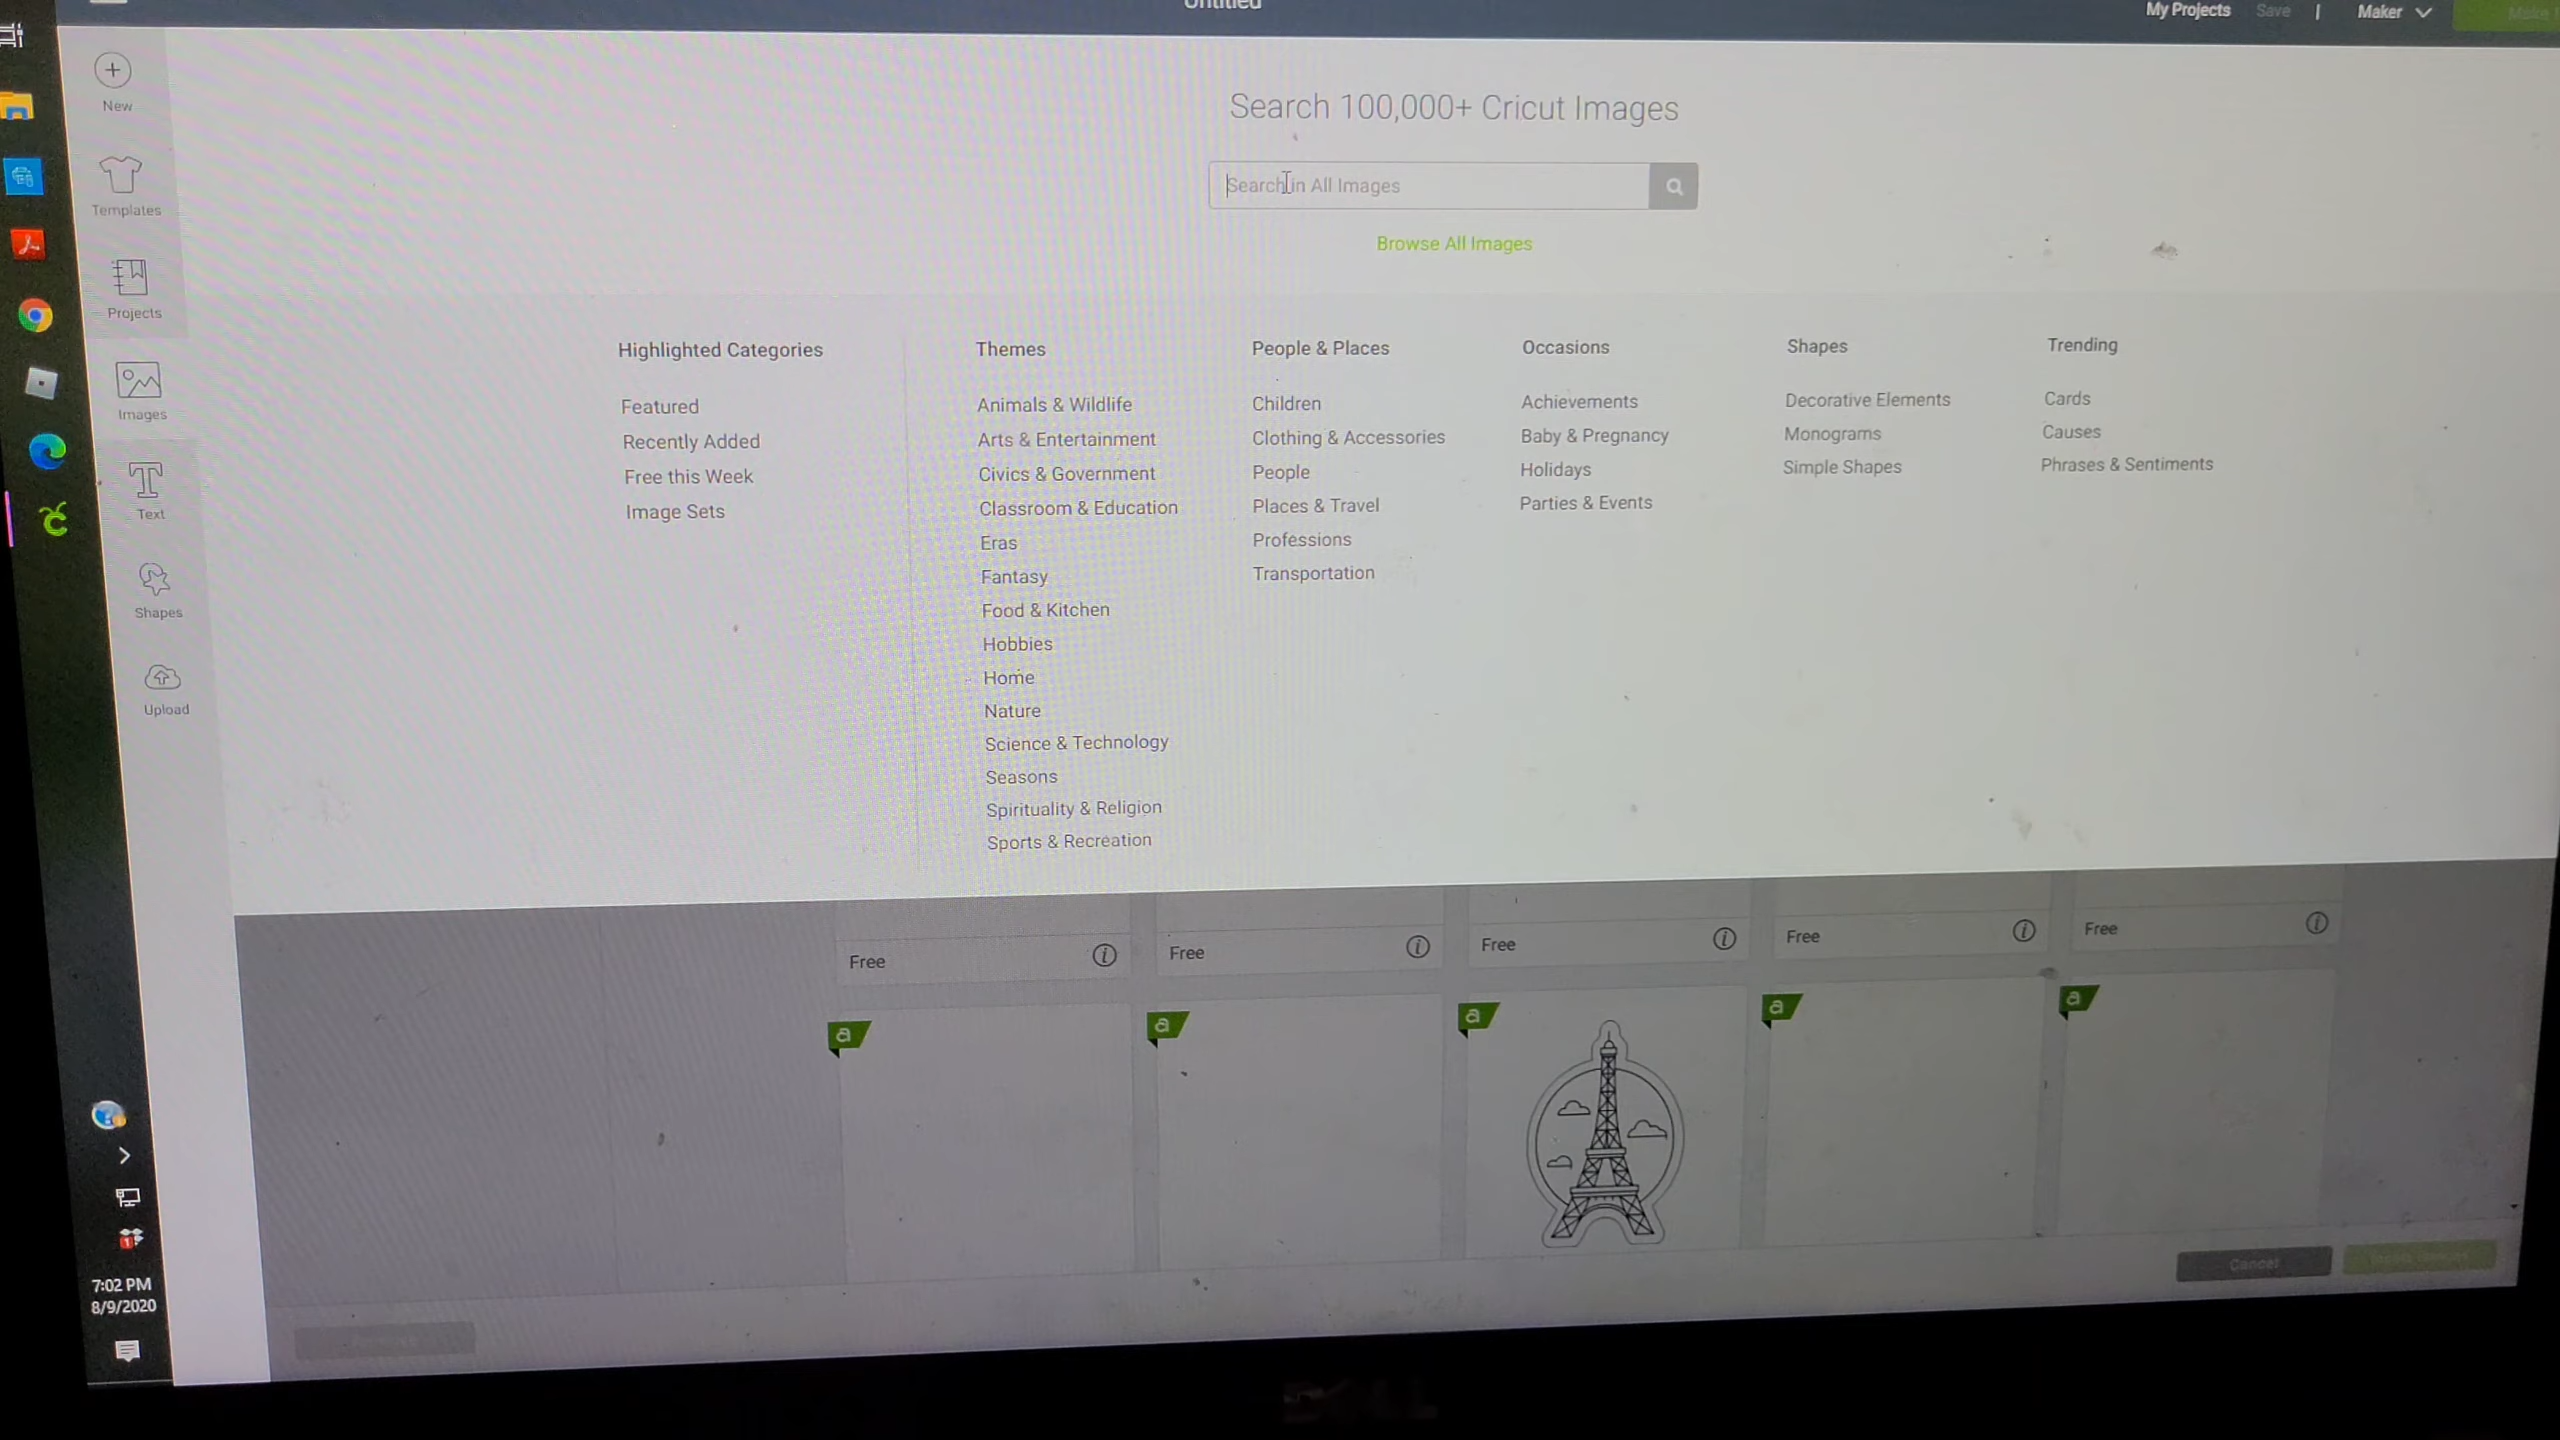 Untitled
My Projects
Save
|
Maker
New
Templates
Projects
Images
Text
Shapes
Upload
Search 100,000+ Cricut Images
Search in All Images
Browse All Images
Highlighted Categories
Featured
Recently Added
Free this Week
Image Sets
Themes
Animals & Wildlife
Arts & Entertainment
Civics & Government
Classroom & Education
Eras
Fantasy
Food & Kitchen
Hobbies
Home
Nature
Science & Technology
Seasons
Spirituality & Religion
Sports & Recreation
People & Places
Children
Clothing & Accessories
People
Places & Travel
Professions
Transportation
Occasions
Achievements
Baby & Pregnancy
Holidays
Parties & Events
Shapes
Decorative Elements
Monograms
Simple Shapes
Trending
Cards
Causes
Phrases & Sentiments
Free
Free
Free
Free
Free
a
a
a
a
a
Cancel
1
7:02 PM
8/9/2020
DELL